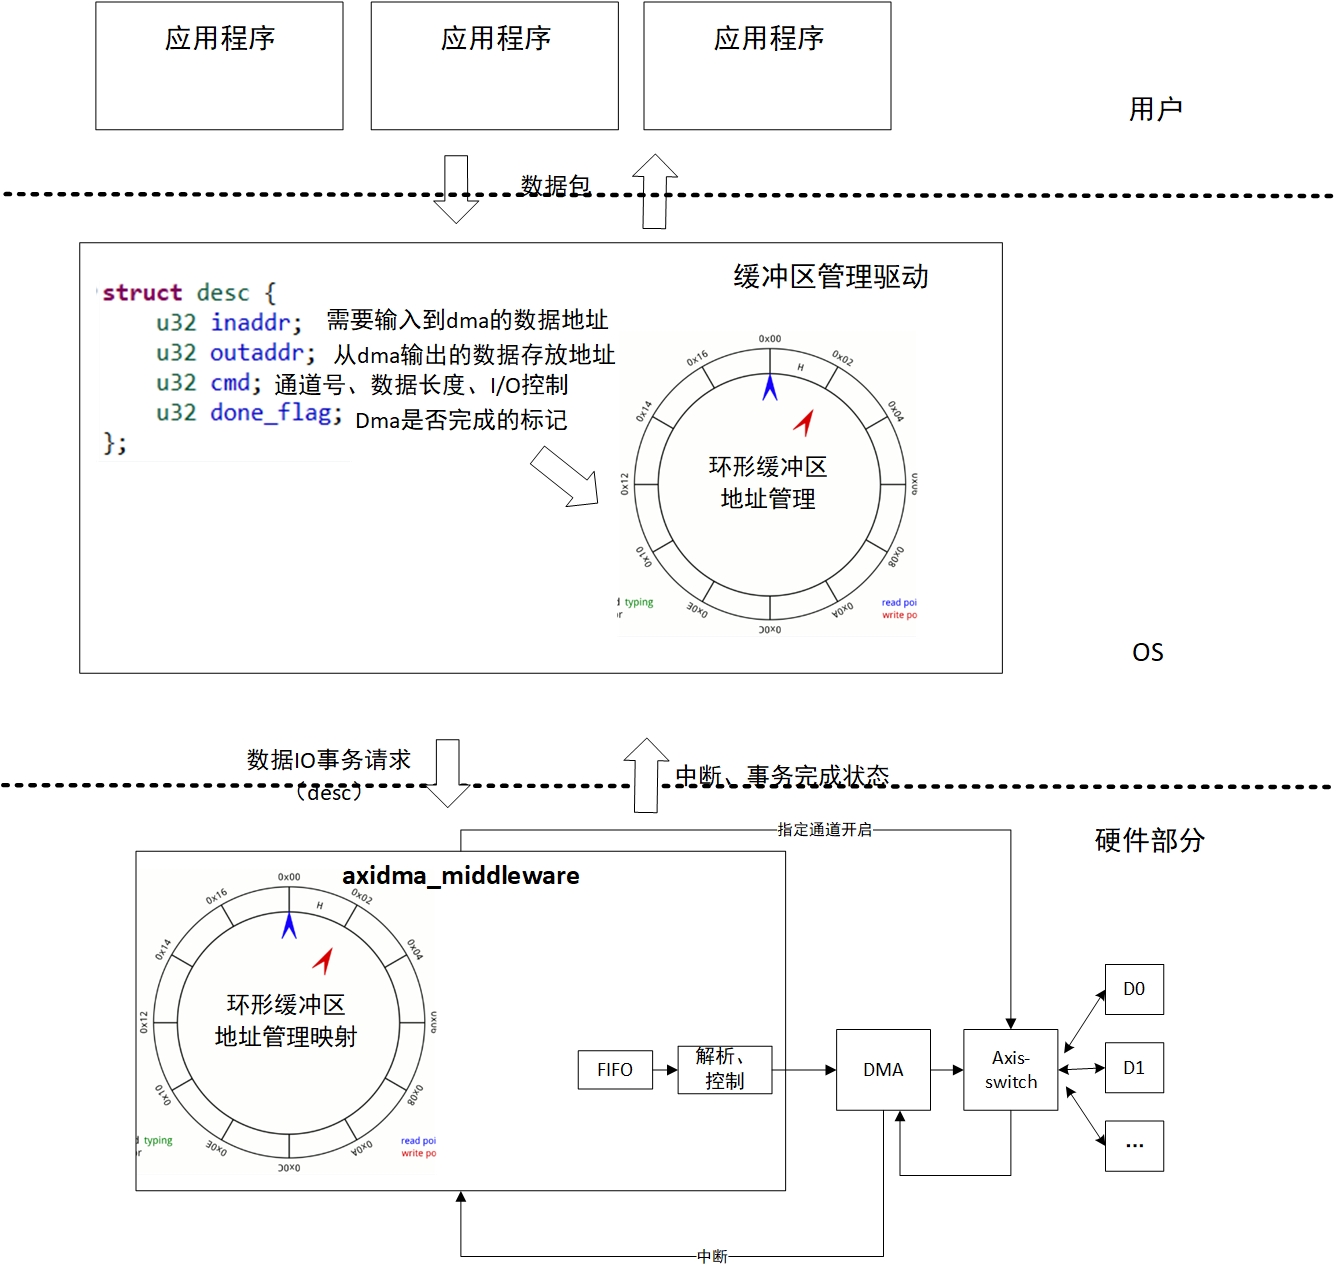 应用程序
应用程序
应用程序
用户
数据包
缓冲区管理驱动
struct desc {
u32 inaddr; 需要输入到dma的数据地址
u32 outaddr; 从dma输出的数据存放地址
u32 cmd; 通道号、数据长度、I/O控制
u32 done_flag; Dma是否完成的标记
};
0x00
0x02
0x04
0x08
0x0A
0x0C
0x0E
0x10
0x12
0x14
0x16
H
环形缓冲区
地址管理
typing
read poi
write po
OS
数据IO事务请求
（desc）
中断、事务完成状态
硬件部分
指定通道开启
axidma_middleware
0x00
0x02
0x04
0x08
0x0A
0x0C
0x0E
0x10
0x12
0x14
0x16
H
环形缓冲区
地址管理映射
typing
read poi
write po
FIFO
解析、
控制
DMA
Axis-
switch
D0
D1
...
中断